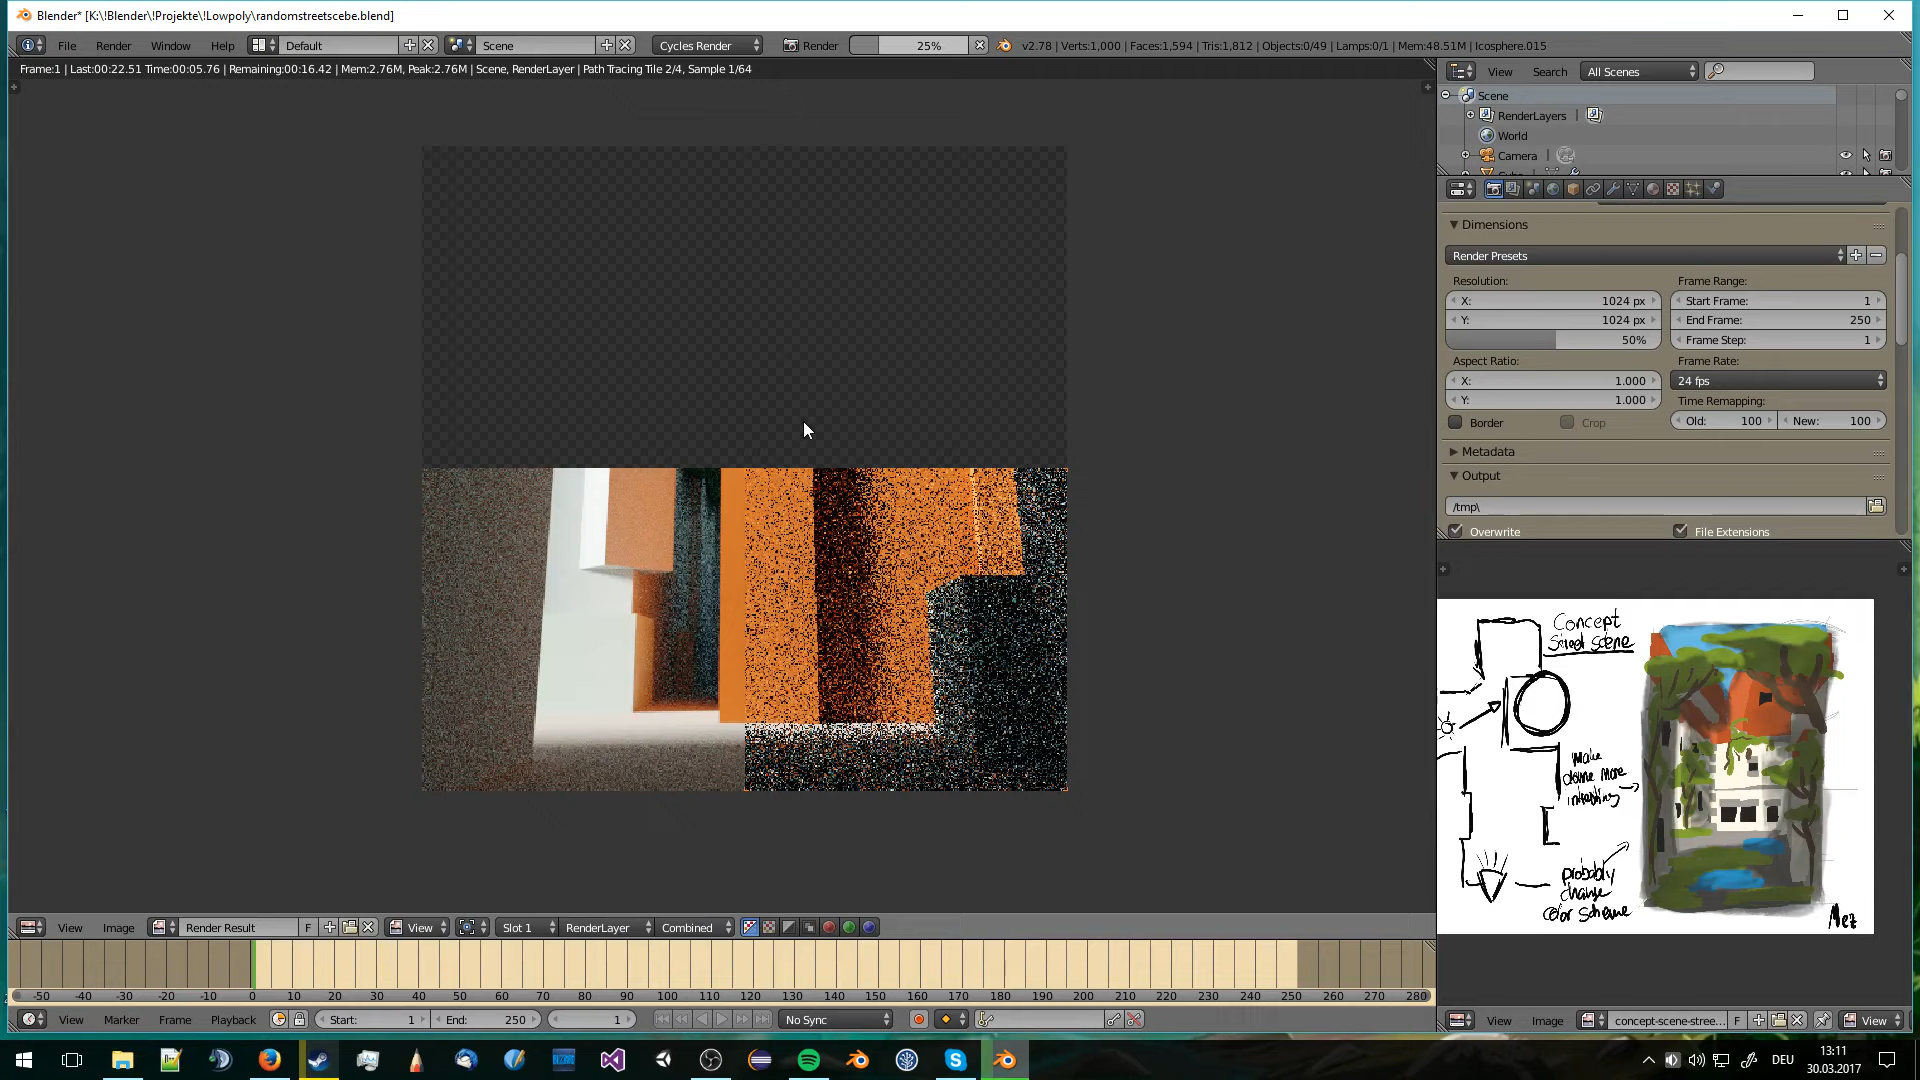 Blender* [K:\!Blender\!Projekte\!Lowpoly\randomstreetscebe.blend]
File Render Window Help Default Scene Cycles Render Render 25% v2.78 | Verts:1,000 | Faces:1,594 | Tris:1,812 | Objects:0/49 | Lamps:0/1 | Mem:48.51M | Icosphere.015
Frame:1 | Last:00:22.51 Time:00:05.76 | Remaining:00:16.42 | Mem:2.76M, Peak:2.76M | Scene, RenderLayer | Path Tracing Tile 2/4, Sample 1/64
View Search All Scenes
Scene
RenderLayers |
World
Camera |
Dimensions
Render Presets
Resolution: Frame Range:
X: 1024 px Start Frame: 1
Y: 1024 px End Frame: 250
50% Frame Step: 1
Aspect Ratio: Frame Rate:
X: 1.000 24 fps
Y: 1.000 Time Remapping:
Border Crop Old: 100 New: 100
Metadata
Output
/tmp\
Overwrite File Extensions
Concept
Street Scene
make
dome more
interesting
probably
change
color scheme
Mez
View Image Render Result F View Slot 1 RenderLayer Combined
-50 -40 -30 -20 -10 0 10 20 30 40 50 60 70 80 90 100 110 120 130 140 150 160 170 180 190 200 210 220 230 240 250 260 270 280
View Marker Frame Playback Start: 1 End: 250 1 No Sync
View Image concept-scene-stree... F View
DEU
13:11
30.03.2017